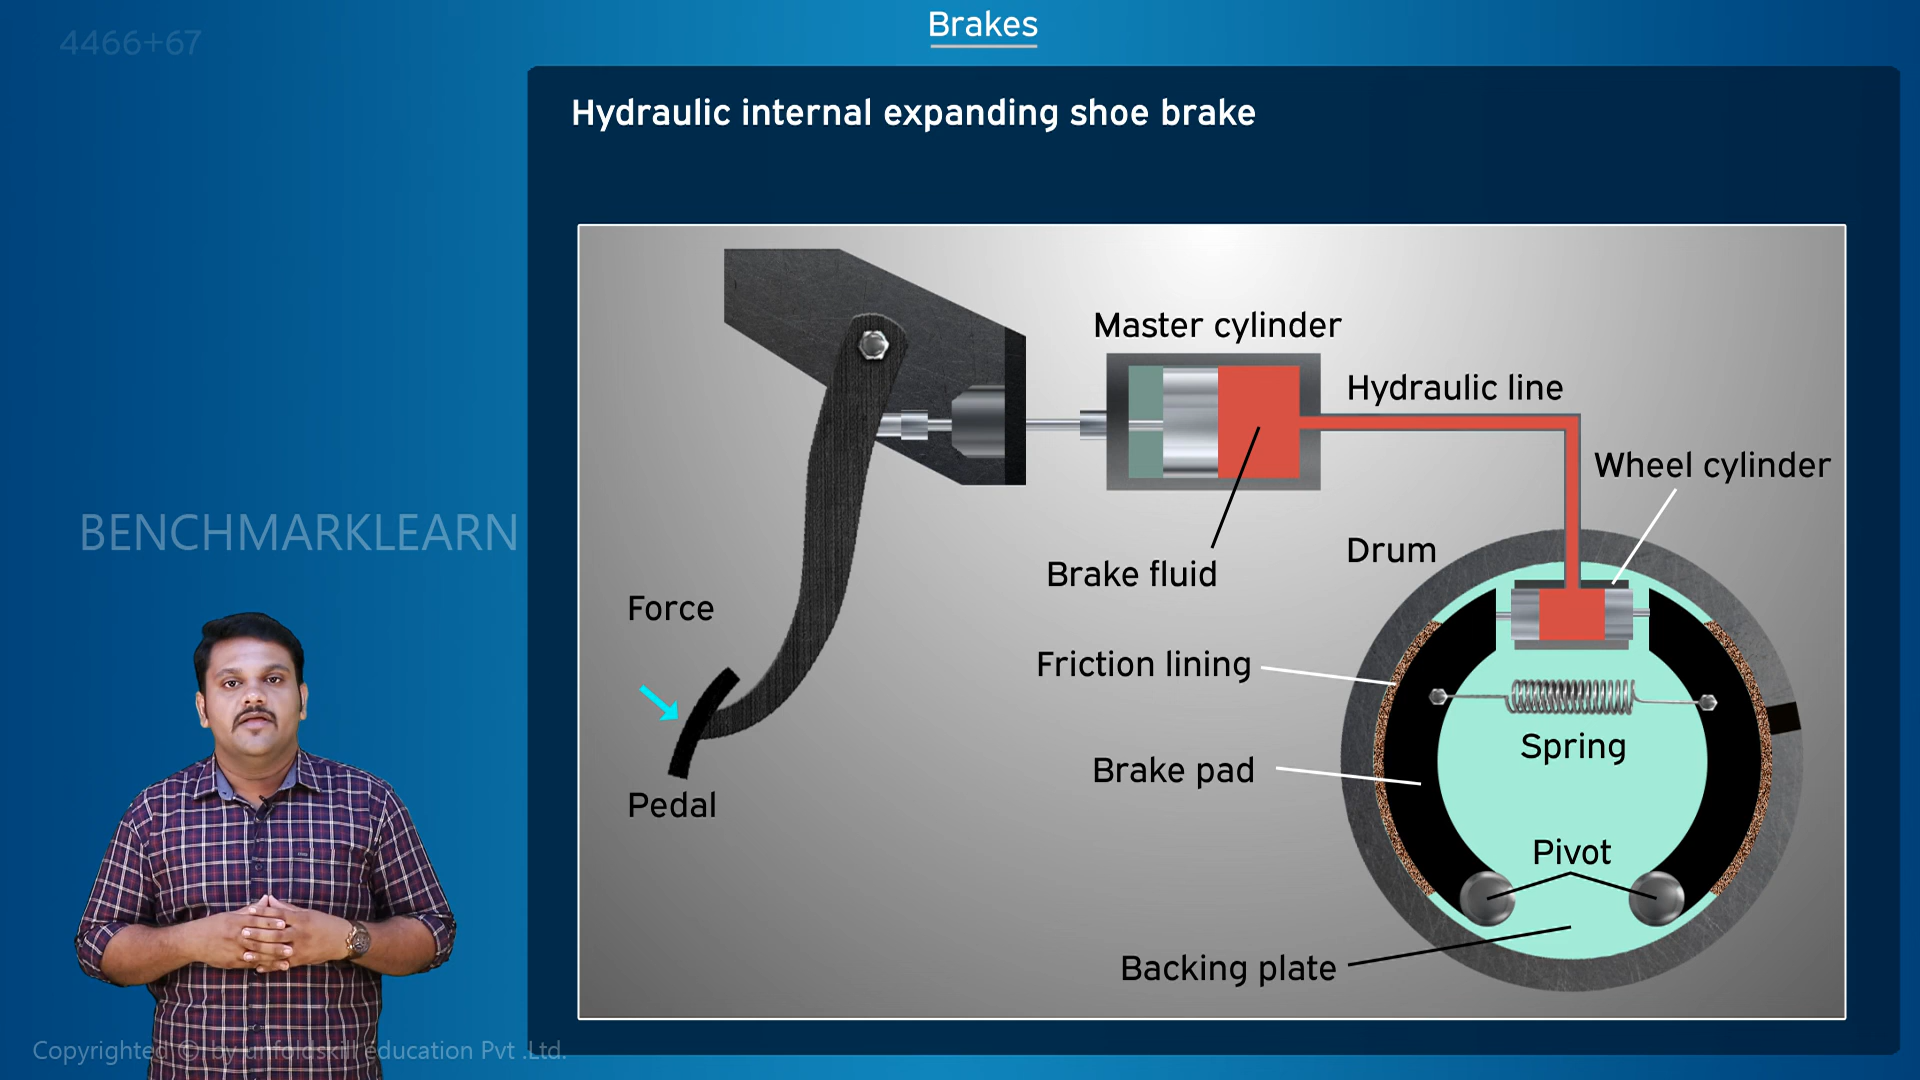 4466+67
Brakes
Hydraulic internal expanding shoe brake
Master cylinder
Hydraulic line
Wheel cylinder
Drum
Brake fluid
Force
Friction lining
Spring
Brake pad
Pedal
Pivot
Backing plate
BENCHMARKLEARN
Copyrighted © by unfoldskill education Pvt .Ltd.